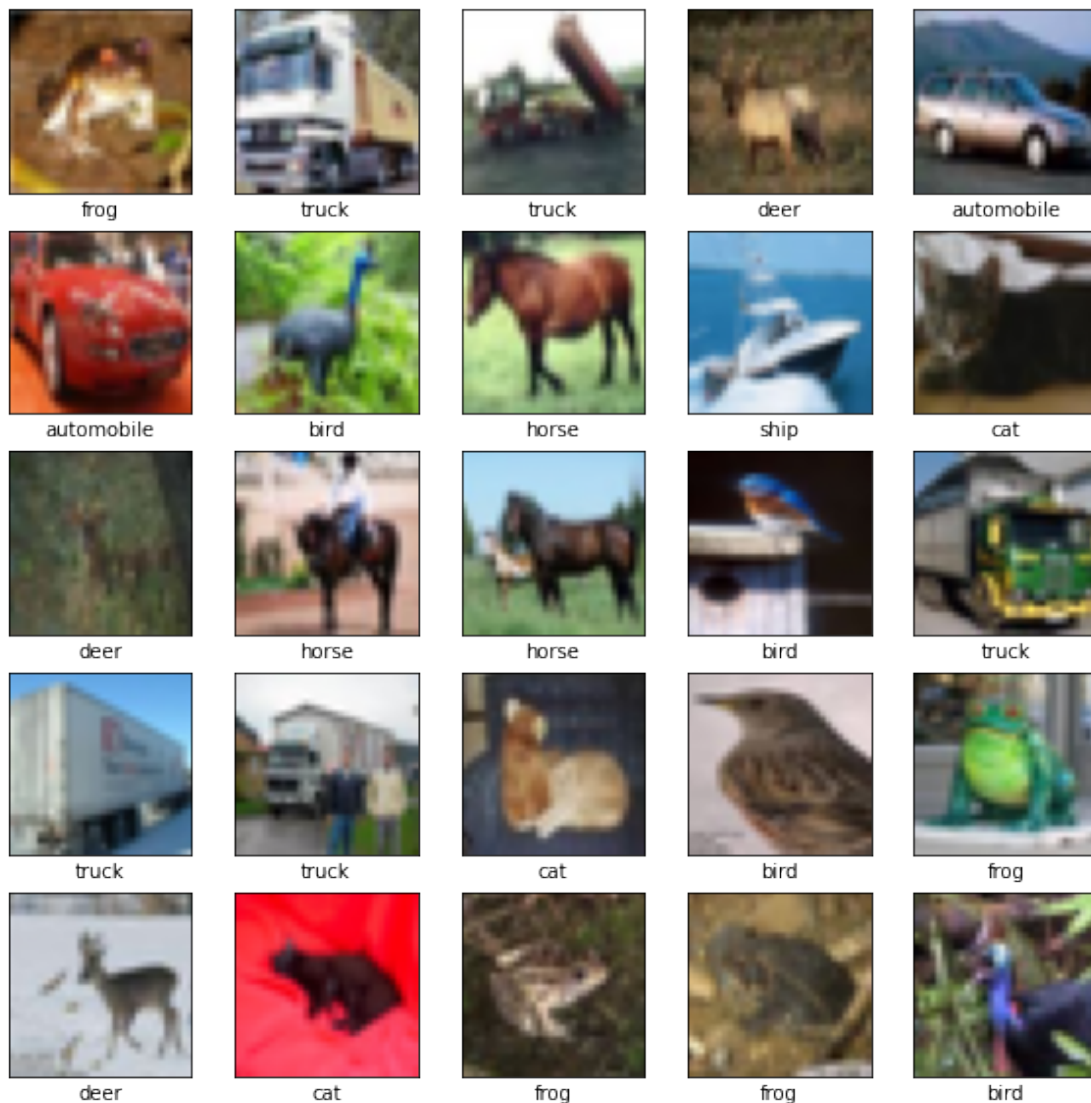 frog truck truck deer automobile
automobile bird horse ship cat
deer horse horse bird truck
truck truck cat bird frog
deer cat frog frog bird